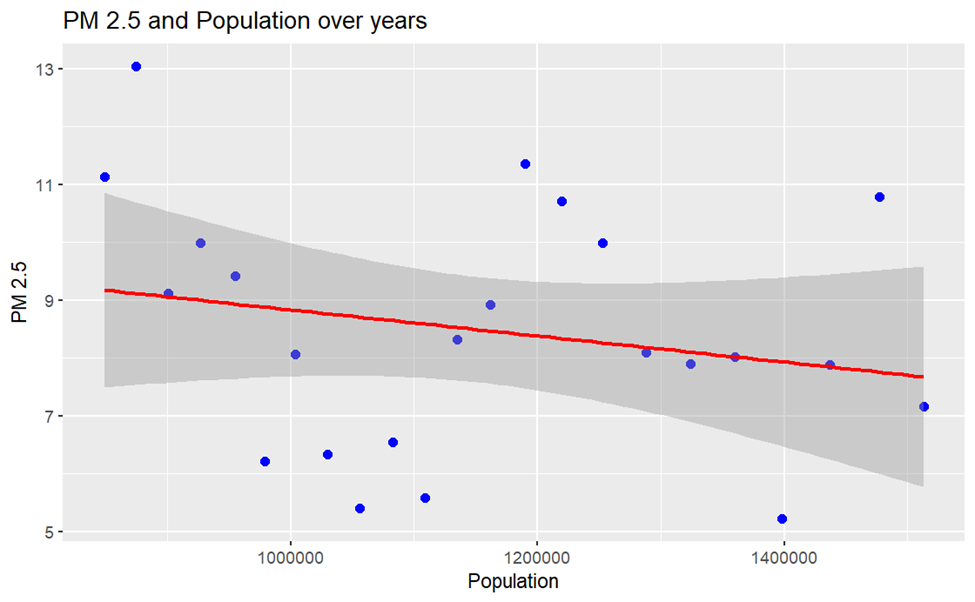 PM 2.5 and Population over years
13
11
9
7
5
PM 2.5
1000000 1200000 1400000
Population